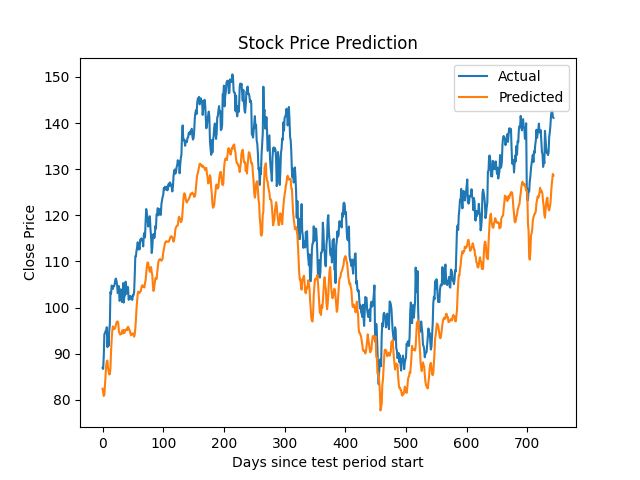 Stock Price Prediction
Actual
Predicted
Close Price
150
140
130
120
110
100
90
80
0 100 200 300 400 500 600 700
Days since test period start